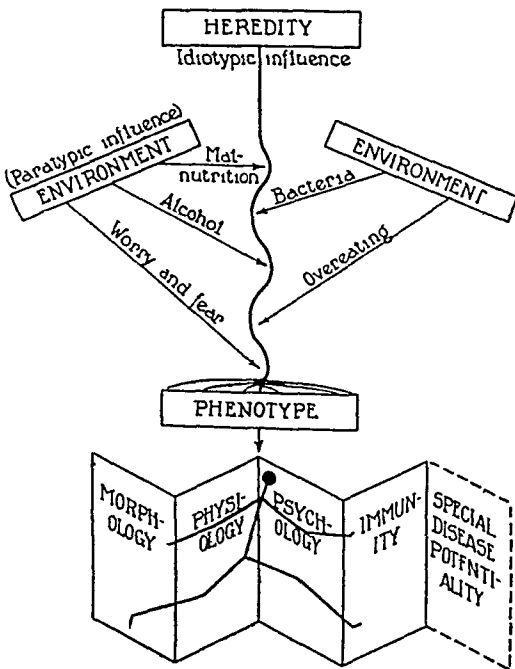 HEREDITY
Idiotypic influence
(Paratypic influence)
ENVIRONMENT
ENVIRONMENT
Mal-
nutrition
Bacteria
Alcohol
Overeating
Worry and fear
PHENOTYPE
MORPH-
OLOGY
PHYSI-
OLOGY
PSYCH-
OLOGY
IMMUN-
ITY
SPECIAL
DISEASE
POTENTI-
ALITY